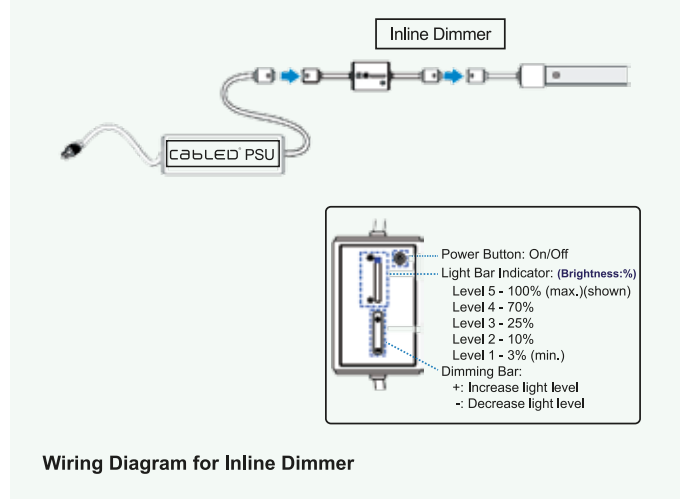 Inline Dimmer
CabLED PSU
Power Button: On/Off
Light Bar Indicator: (Brightness:%)
Level 5 - 100% (max.)(shown)
Level 4 - 70%
Level 3 - 25%
Level 2 - 10%
Level 1 - 3% (min.)
Dimming Bar:
+: Increase light level
-: Decrease light level
Wiring Diagram for Inline Dimmer